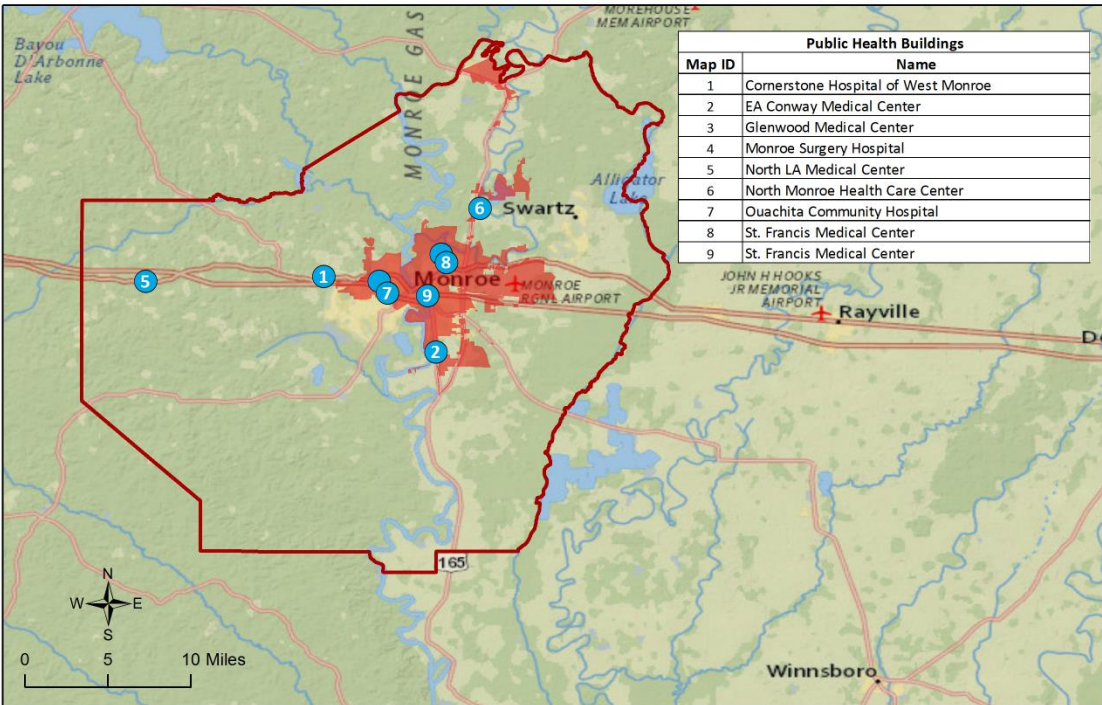 MOREHOUSE
MEM AIRPORT
Bayou
D'Arbonne
Lake
MONROE GAS
Public Health Buildings
Map ID Name
1 Cornerstone Hospital of West Monroe
2 EA Conway Medical Center
3 Glenwood Medical Center
4 Monroe Surgery Hospital
5 North LA Medical Center
6 North Monroe Health Care Center
7 Ouachita Community Hospital
8 St. Francis Medical Center
9 St. Francis Medical Center
Alligator
Lake
6
Swartz
8
1
5
Monroe
7
9
MONROE
RGNL AIRPORT
JOHN H HOOKS
JR MEMORIAL
AIRPORT
Rayville
2
165
N
W E
S
0 5 10 Miles
Winnsboro